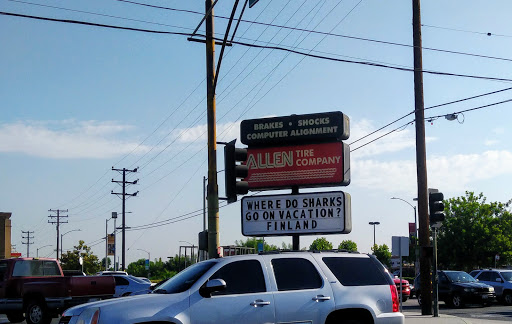 BRAKES • SHOCKS
COMPUTER ALIGNMENT
ALLEN TIRE COMPANY
WHERE DO SHARKS
GO ON VACATION?
FINLAND